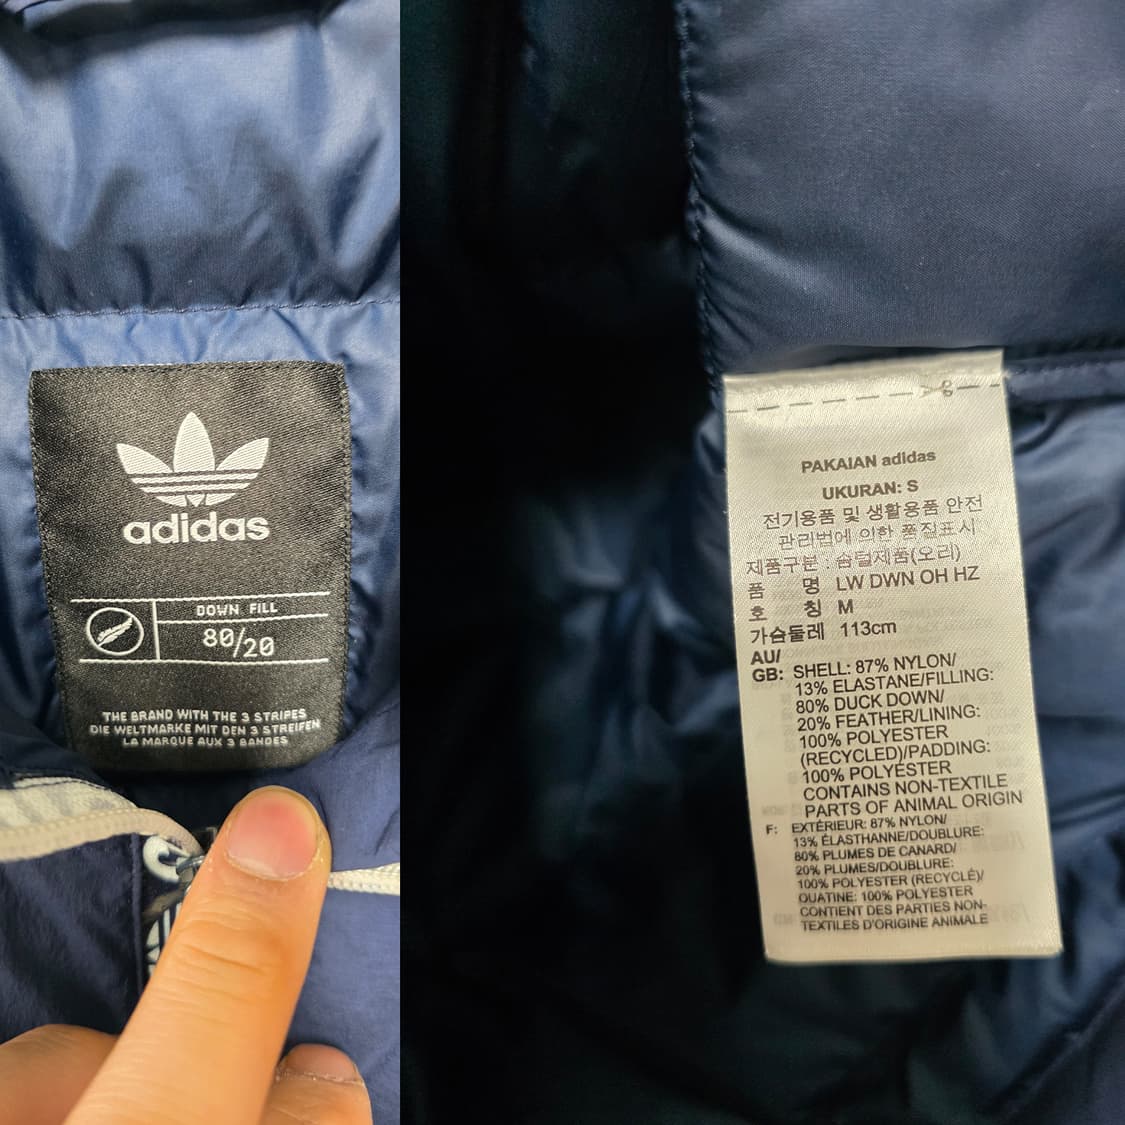 adidas
DOWN FILL
80/20
THE BRAND WITH THE 3 STRIPES
DIE WELTMARKE MIT DEN 3 STREIFEN
LA MARQUE AUX 3 BANDES
PAKAIAN adidas
UKURAN: S
전기용품 및 생활용품 안전
관리법에 의한 품질표시
제품구분 : 솜털제품(오리)
품 명 LW DWN OH HZ
호 칭 M
가슴둘레 113cm
AU/
GB: SHELL: 87% NYLON/
13% ELASTANE/FILLING:
80% DUCK DOWN/
20% FEATHER/LINING:
100% POLYESTER
(RECYCLED)/PADDING:
100% POLYESTER
CONTAINS NON-TEXTILE
PARTS OF ANIMAL ORIGIN
F: EXTÉRIEUR: 87% NYLON/
13% ÉLASTHANNE/DOUBLURE:
80% PLUMES DE CANARD/
20% PLUMES/DOUBLURE:
100% POLYESTER (RECYCLÉ)/
OUATINE: 100% POLYESTER
CONTIENT DES PARTIES NON-
TEXTILES D'ORIGINE ANIMALE